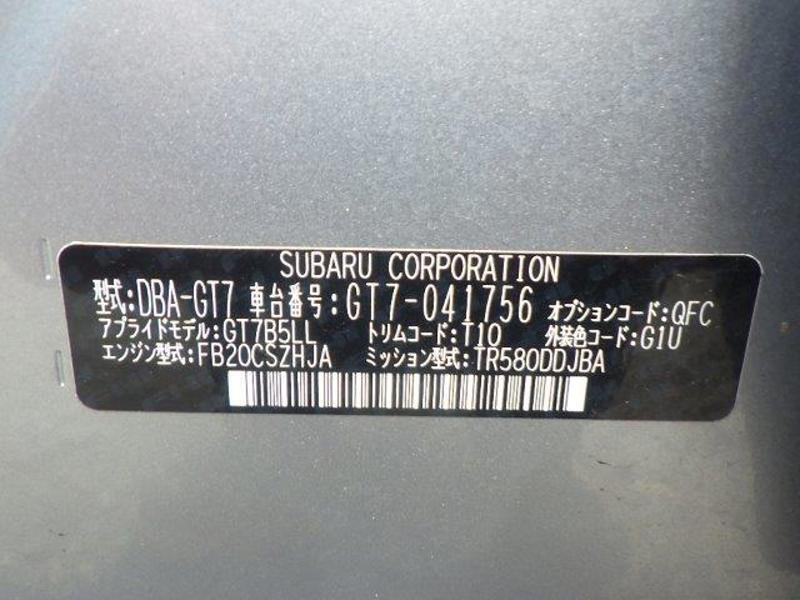 SUBARU CORPORATION
型式:DBA-GT7 車台番号:GT7-041756 オプションコード:QFC
アプライドモデル:GT7B5LL トリムコード:T10 外装色コード:G1U
エンジン型式:FB20CSZHJA ミッション型式:TR580DDJBA